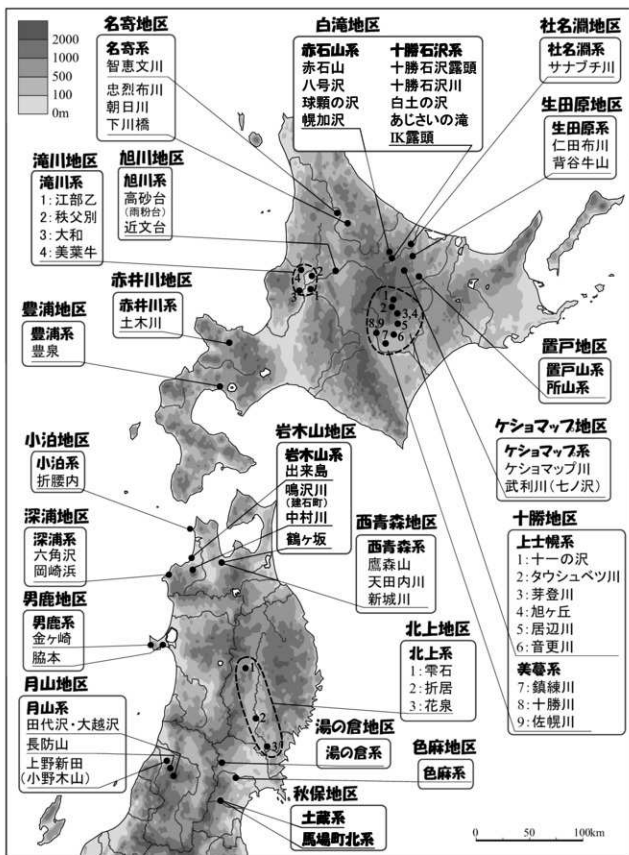 2000
1000
500
100
0m
名寄地区
名寄系
智恵文川
忠烈布川
朝日川
下川橋
白滝地区
赤石山系
赤石山
八号沢
球顆の沢
幌加沢
十勝石沢系
十勝石沢露頭
十勝石沢川
白土の沢
あじさいの滝
IK露頭
社名淵地区
社名淵系
サナブチ川
生田原地区
生田原系
仁田布川
背谷牛山
滝川地区
滝川系
1:江部乙
2:秩父別
3:大和
4:美葉牛
旭川地区
旭川系
高砂台
(雨粉台)
近文台
赤井川地区
赤井川系
土木川
豊浦地区
豊浦系
豊泉
4
2
3
1
1
2
3,4
5
8,9
6
7
置戸地区
置戸山系
所山系
ケショマップ地区
ケショマップ系
ケショマップ川
武利川(七ノ沢)
小泊地区
小泊系
折腰内
岩木山地区
岩木山系
出来島
鳴沢川
(建石町)
中村川
鶴ヶ坂
深浦地区
深浦系
六角沢
岡崎浜
西青森地区
西青森系
鷹森山
天田内川
新城川
十勝地区
上士幌系
1:十一の沢
2:タウシュベツ川
3:芽登川
4:旭ヶ丘
5:居辺川
6:音更川
美蔓系
7:鎮練川
8:十勝川
9:佐幌川
男鹿地区
男鹿系
金ヶ崎
脇本
北上地区
北上系
1:雫石
2:折居
3:花泉
1
2
3
月山地区
月山系
田代沢・大越沢
長防山
上野新田
(小野木山)
湯の倉地区
湯の倉系
色麻地区
色麻系
秋保地区
土蔵系
馬場町北系
0
50
100km